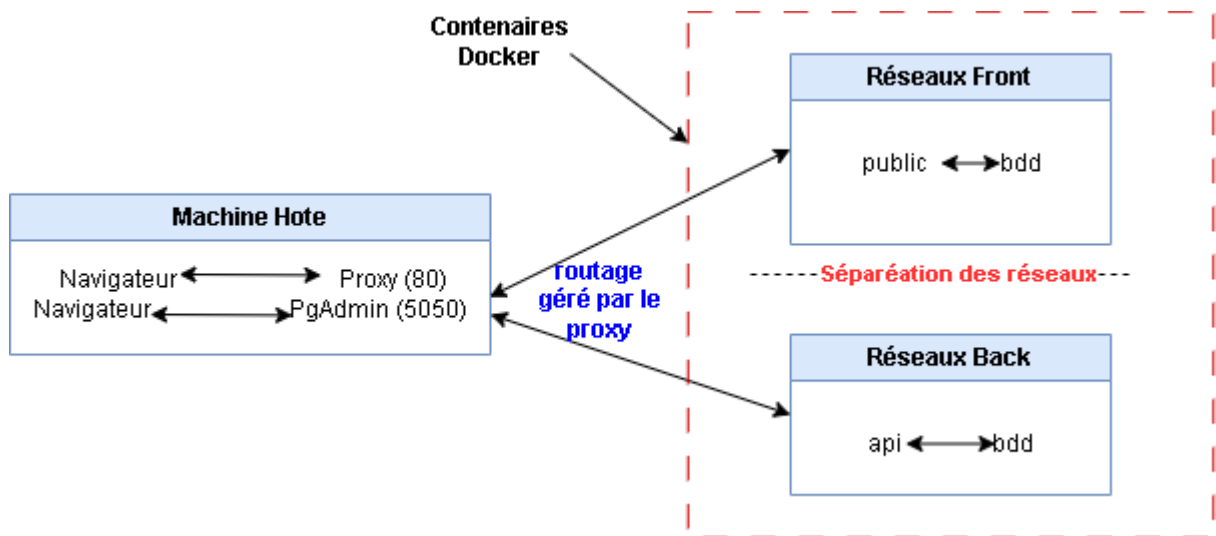 Contenaires
Docker
Réseaux Front
public bdd
Machine Hote
Navigateur Proxy (80)
Navigateur PgAdmin (5050)
routage
géré par le
proxy
Séparéation des réseaux
Réseaux Back
api bdd